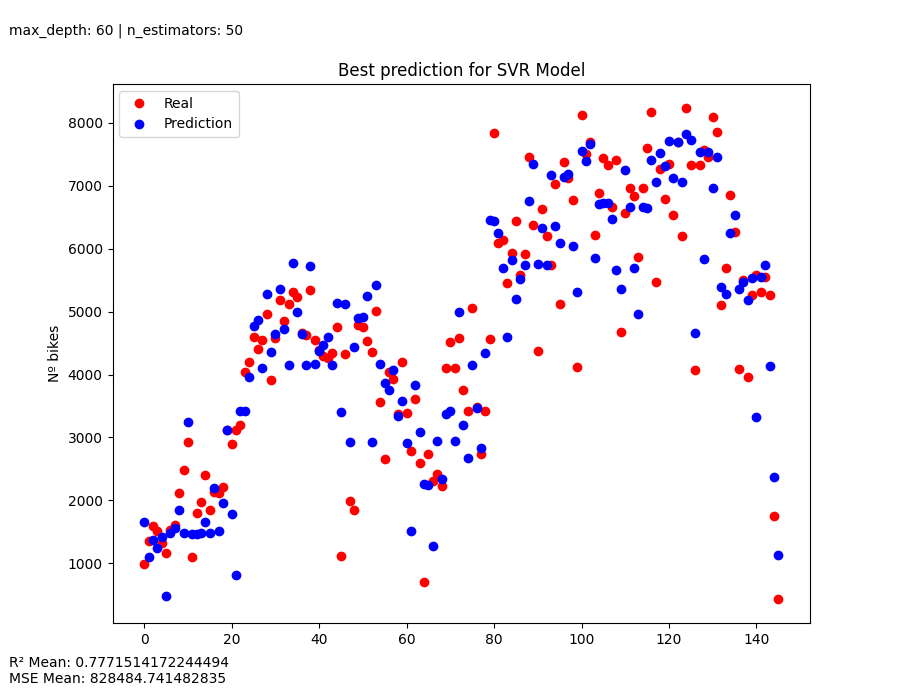 max_depth: 60 | n_estimators: 50
Best prediction for SVR Model
Real
Prediction
8000
7000
6000
5000
4000
3000
2000
1000
Nº bikes
0 20 40 60 80 100 120 140
R² Mean: 0.7771514172244494
MSE Mean: 828484.741482835